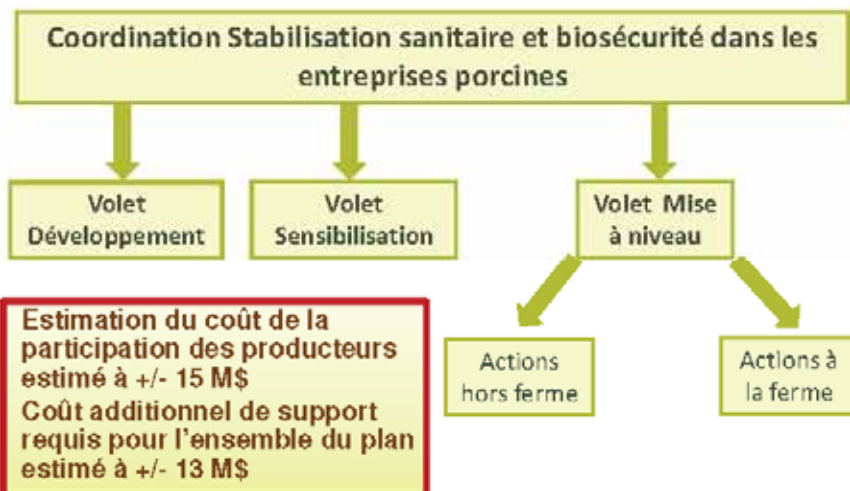 Coordination Stabilisation sanitaire et biosécurité dans les
entreprises porcines
Volet
Développement
Volet
Sensibilisation
Volet Mise
à niveau
Actions
hors ferme
Actions à
la ferme
Estimation du coût de la
participation des producteurs
estimé à +/- 15 M$
Coût additionnel de support
requis pour l'ensemble du plan
estimé à +/- 13 M$